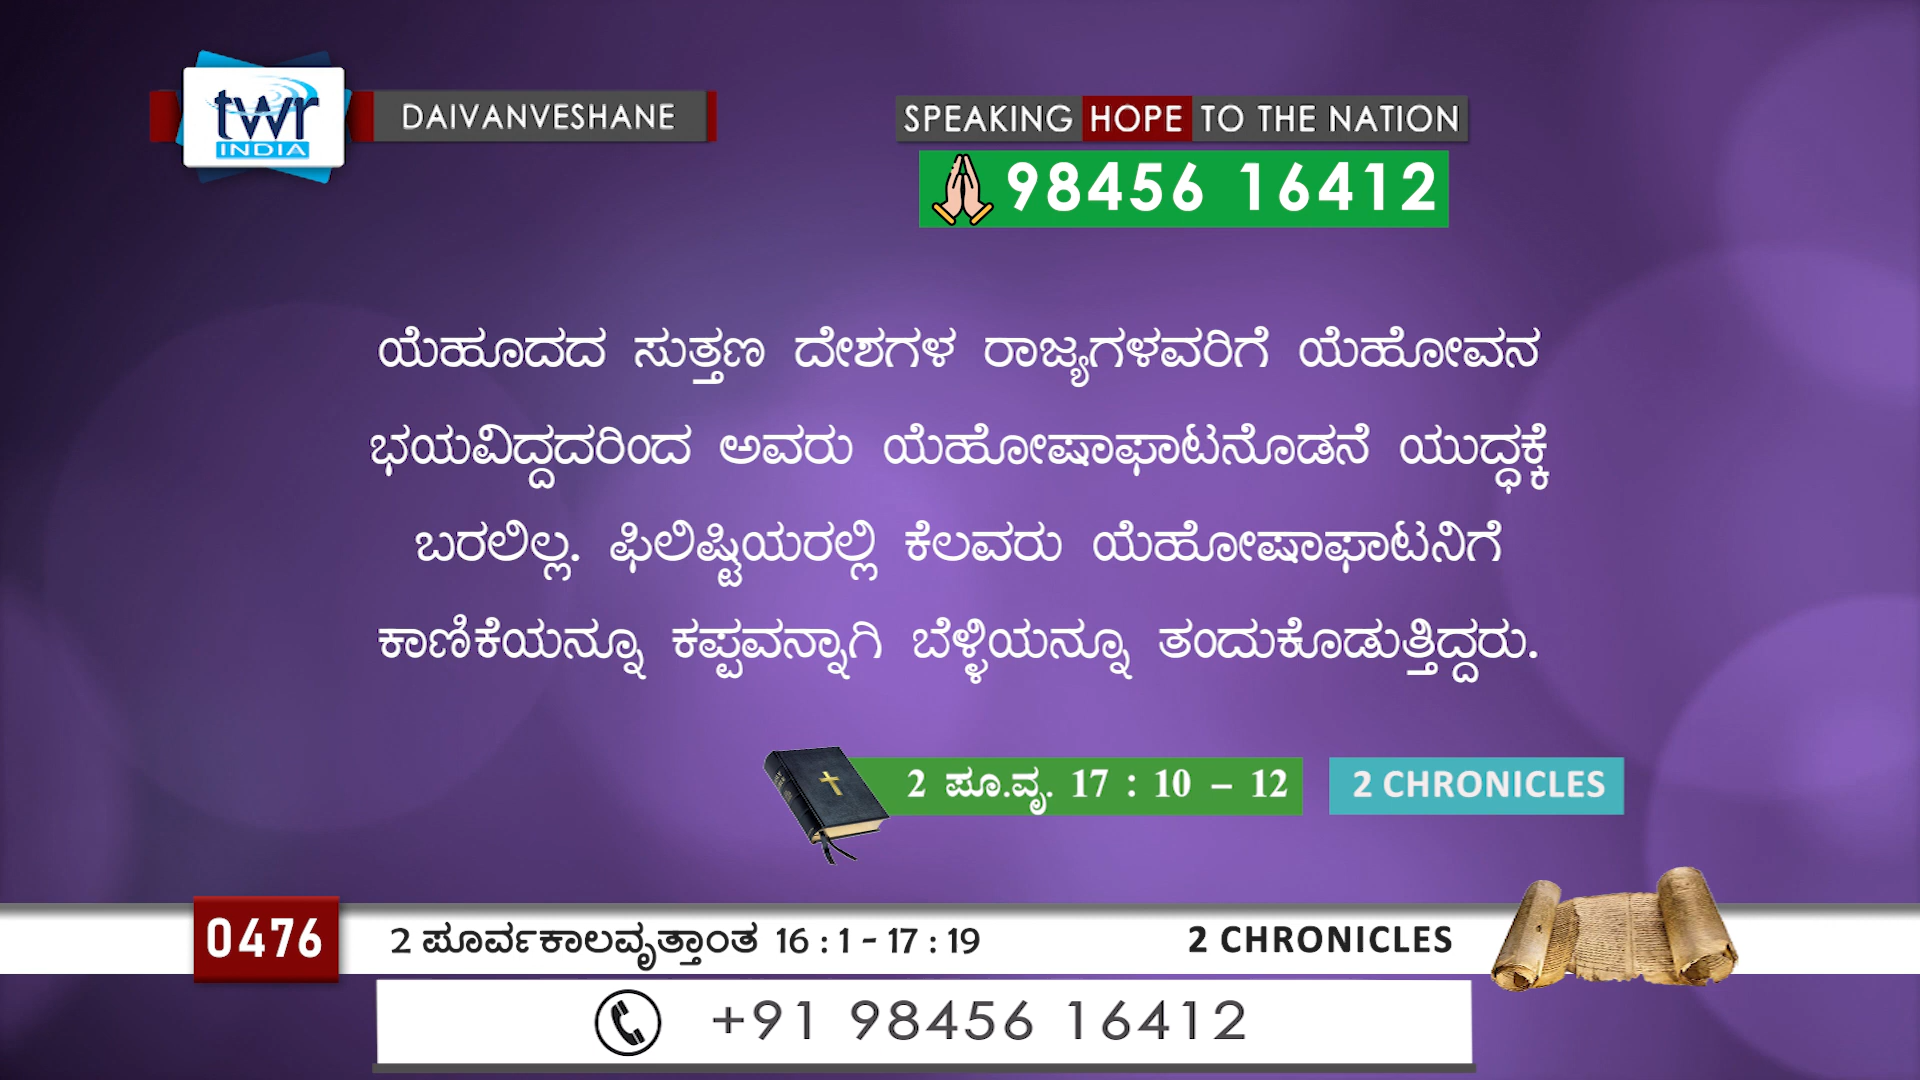 twr
INDIA
DAIVANVESHANE
SPEAKING HOPE TO THE NATION
98456 16412
ಯೆಹೂದದ ಸುತ್ತಣ ದೇಶಗಳ ರಾಜ್ಯಗಳವರಿಗೆ ಯೆಹೋವನ
ಭಯವಿದ್ದದರಿಂದ ಅವರು ಯೆಹೋಷಾಫಾಟನೊಡನೆ ಯುದ್ಧಕ್ಕೆ
ಬರಲಿಲ್ಲ. ಫಿಲಿಷ್ಟಿಯರಲ್ಲಿ ಕೆಲವರು ಯೆಹೋಷಾಫಾಟನಿಗೆ
ಕಾಣಿಕೆಯನ್ನೂ ಕಪ್ಪವನ್ನಾಗಿ ಬೆಳ್ಳಿಯನ್ನೂ ತಂದುಕೊಡುತ್ತಿದ್ದರು.
2 ಪೂ.ವೃ. 17 : 10 – 12
2 CHRONICLES
0476
2 ಪೂರ್ವಕಾಲವೃತ್ತಾಂತ 16 : 1 - 17 : 19
2 CHRONICLES
+91 98456 16412